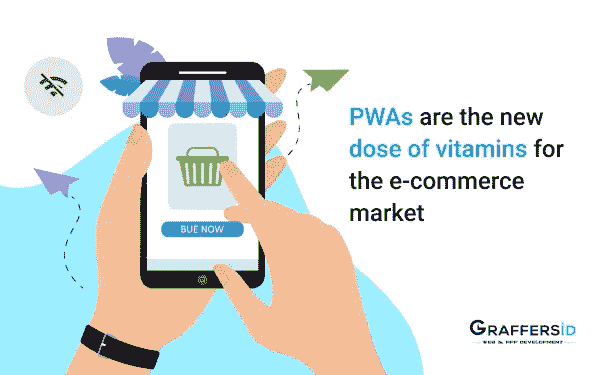 PWAs are the new
dose of vitamins for
the e-commerce
market
BUE NOW
GRAFFERSID
WEB & APP DEVELOPMENT